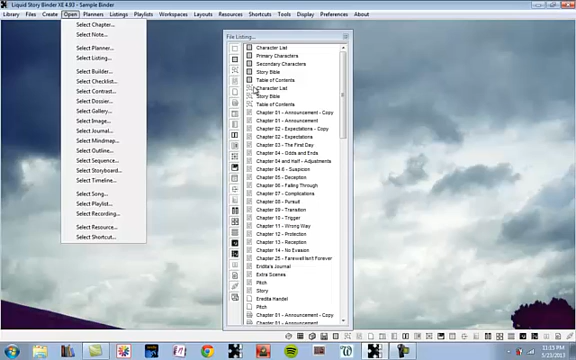 Liquid Story Binder XE 4.93 - Sample Binder
Library Files Create Open Planners Listings Playlists Workspaces Layouts Resources Shortcuts Tools Display Preferences About
Select Chapter...
Select Note...
Select Planner...
Select Listing...
Select Builder...
Select Checklist...
Select Contrast...
Select Dossier...
Select Gallery...
Select Image...
Select Journal...
Select Mindmap...
Select Outline...
Select Sequence...
Select Storyboard...
Select Timeline...
Select Song...
Select Playlist...
Select Recording...
Select Resource...
Select Shortcut...
File Listing...
Character List
Primary Characters
Secondary Characters
Story Bible
Table of Contents
Character List
Story Bible
Table of Contents
Chapter 01 - Announcement - Copy
Chapter 01 - Announcement
Chapter 02 - Expectations - Copy
Chapter 02 - Expectations
Chapter 03 - The First Day
Chapter 04 - Odds and Ends
Chapter 04 and Half - Adjustments
Chapter 04.6 - Suspicion
Chapter 05 - Deception
Chapter 06 - Falling Through
Chapter 07 - Complications
Chapter 08 - Pursuit
Chapter 09 - Transition
Chapter 10 - Trigger
Chapter 11 - Wrong Way
Chapter 12 - Protection
Chapter 13 - Reception
Chapter 14 - No Evasion
Chapter 25 - Farewell Isn't Forever
Erdita's Journal
Extra Scenes
Pitch
Story
Eredita Handel
Pitch
Chapter 01 - Announcement - Copy
Chapter 01 - Announcement
11:15 PM
5/23/2013